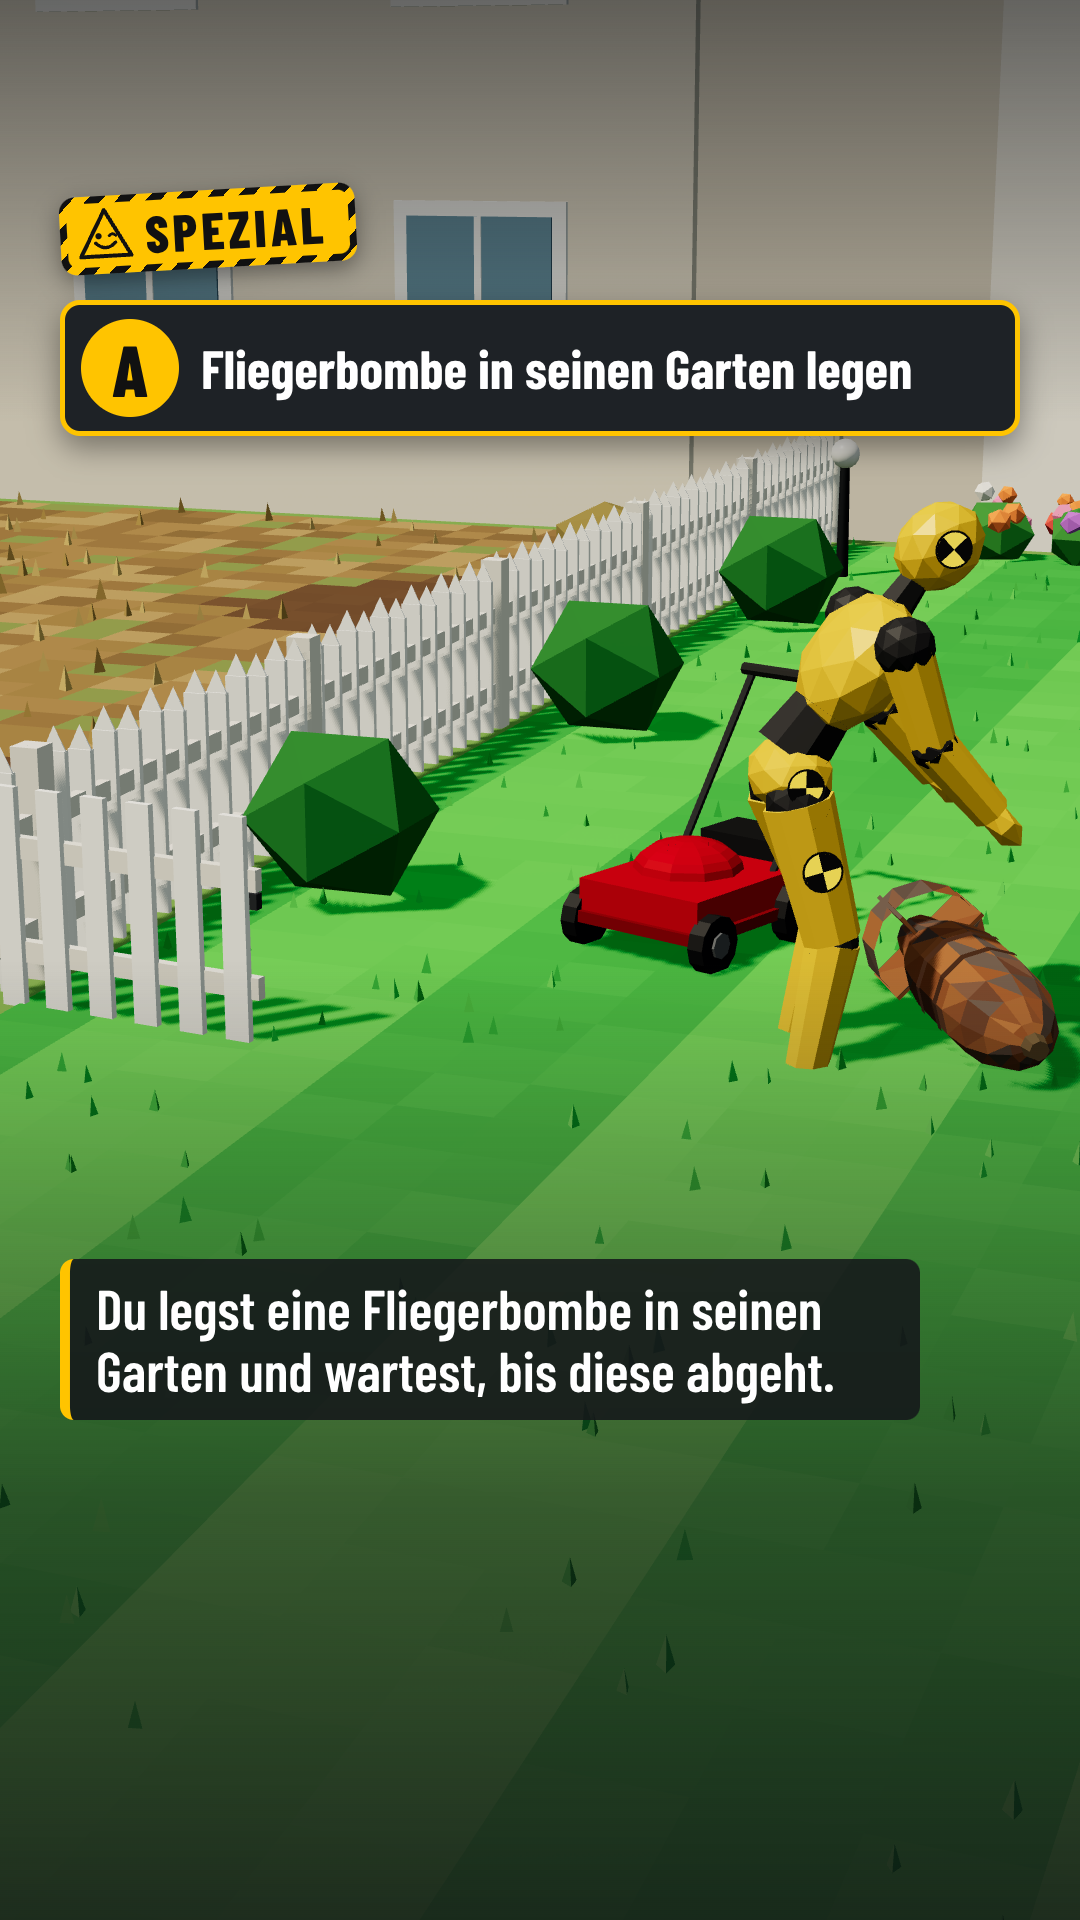 SPEZIAL
A Fliegerbombe in seinen Garten legen
Du legst eine Fliegerbombe in seinen
Garten und wartest, bis diese abgeht.